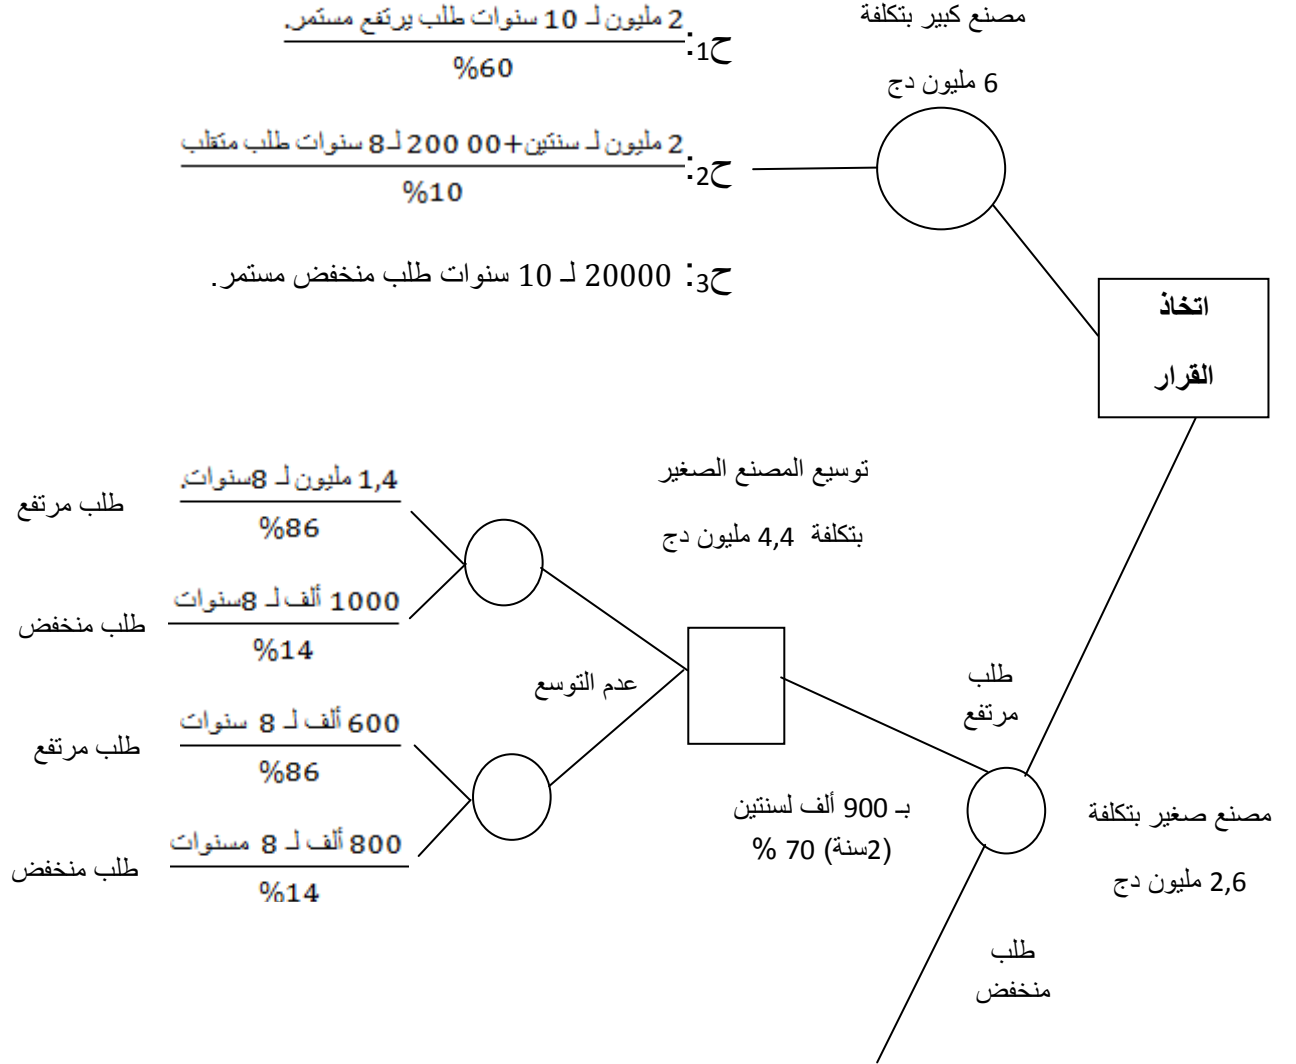 مصنع كبير بتكلفة
6 مليون دج
ح1: 2 مليون لـ 10 سنوات طلب يرتفع مستمر.
%60
ح2: 2 مليون لـ سنتين+00 200 لـ 8 سنوات طلب متقلب
%10
ح3: 20000 لـ 10 سنوات طلب منخفض مستمر.
اتخاذ
القرار
توسيع المصنع الصغير
بتكلفة 4,4 مليون دج
طلب مرتفع
1,4 مليون لـ 8سنوات.
%86
طلب منخفض
1000 ألف لـ 8سنوات
%14
عدم التوسع
طلب مرتفع
600 ألف لـ 8 سنوات
%86
طلب منخفض
800 ألف لـ 8 مسنوات
%14
طلب
مرتفع
بـ 900 ألف لسنتين
(2سنة) 70 %
مصنع صغير بتكلفة
2,6 مليون دج
طلب
منخفض